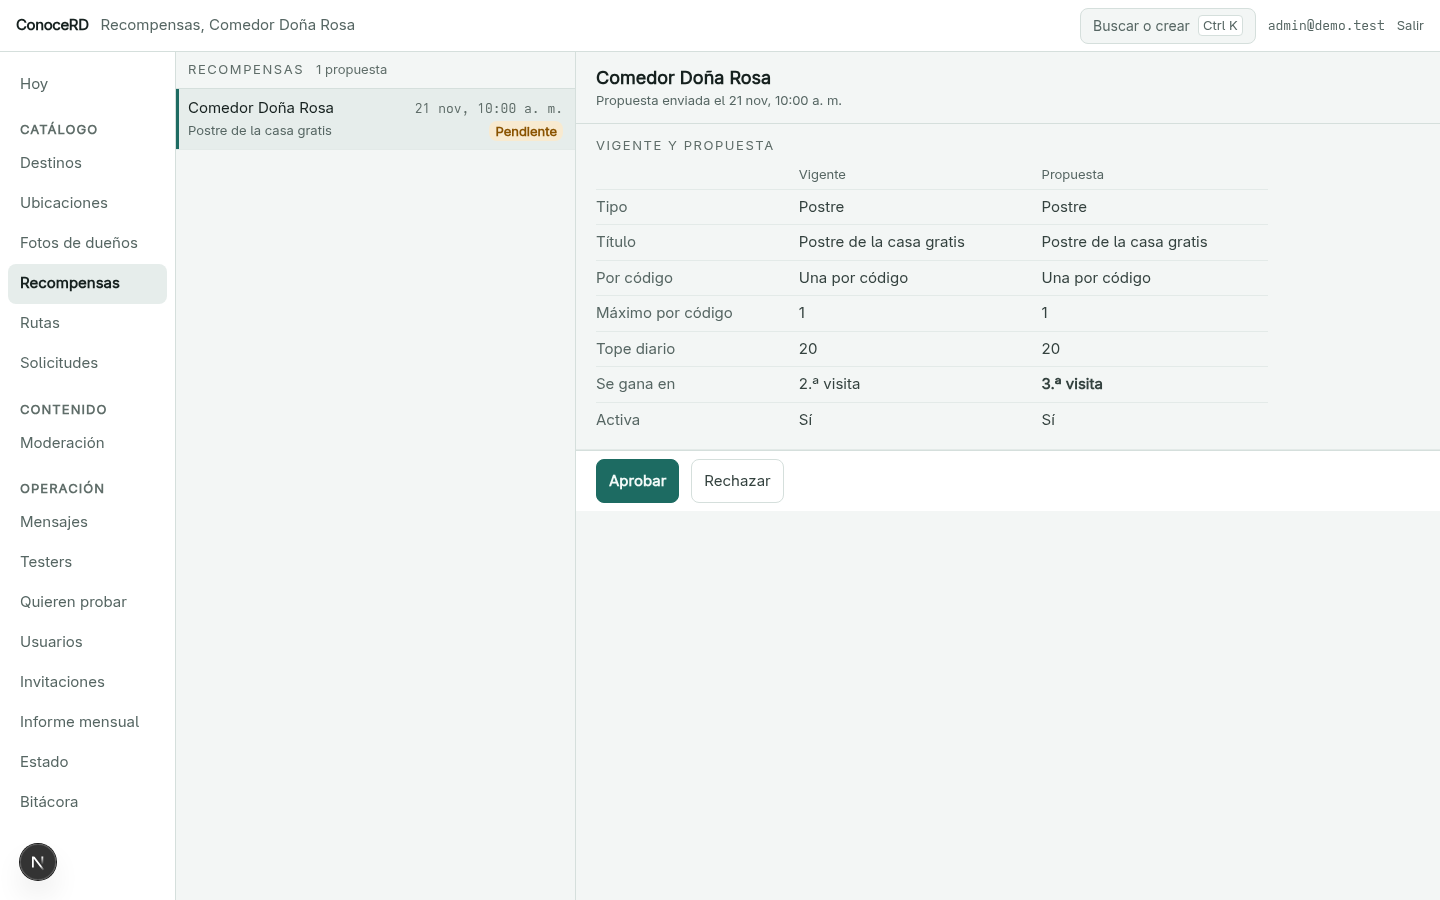 ConoceRD Recompensas, Comedor Doña Rosa Buscar o crear Ctrl K admin@demo.test Salir
Hoy
CATÁLOGO
Destinos
Ubicaciones
Fotos de dueños
Recompensas
Rutas
Solicitudes
CONTENIDO
Moderación
OPERACIÓN
Mensajes
Testers
Quieren probar
Usuarios
Invitaciones
Informe mensual
Estado
Bitácora
N
RECOMPENSAS 1 propuesta
Comedor Doña Rosa 21 nov, 10:00 a. m.
Postre de la casa gratis Pendiente
Comedor Doña Rosa
Propuesta enviada el 21 nov, 10:00 a. m.
VIGENTE Y PROPUESTA
Vigente Propuesta
Tipo Postre Postre
Título Postre de la casa gratis Postre de la casa gratis
Por código Una por código Una por código
Máximo por código 1 1
Tope diario 20 20
Se gana en 2.ª visita 3.ª visita
Activa Sí Sí
Aprobar Rechazar